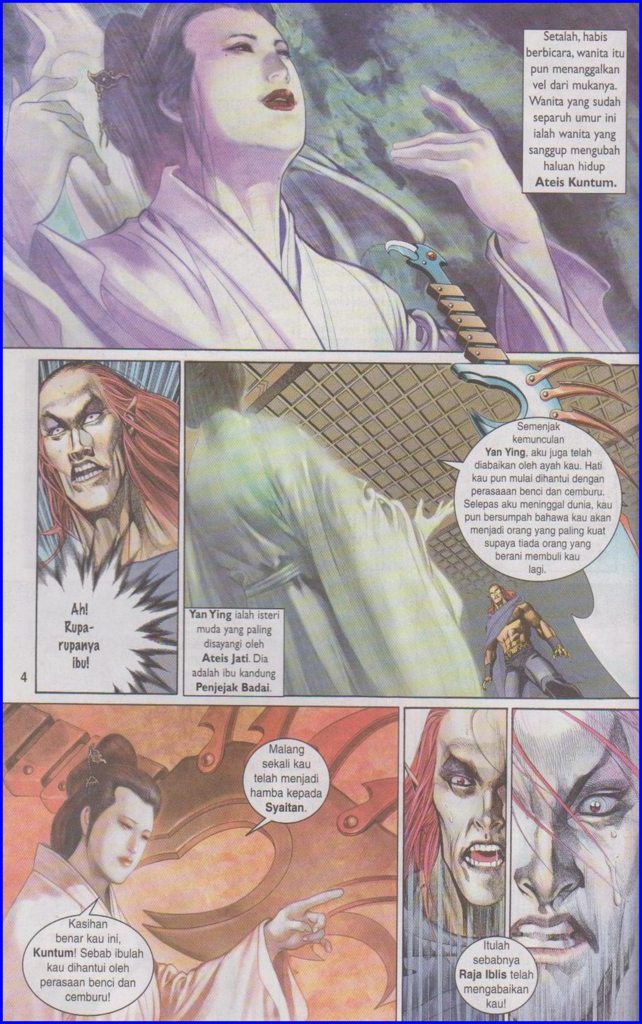 Setalah, habis
berbicara, wanita itu
pun menanggalkan
vel dari mukanya.
Wanita yang sudah
separuh umur ini
ialah wanita yang
sanggup mengubah
haluan hidup
Ateis Kuntum.
Ah!
Rupa-
rupanya
ibu!
Semenjak
kemunculan
Yan Ying, aku juga telah
diabaikan oleh ayah kau. Hati
kau pun mulai dihantui dengan
perasaaan benci dan cemburu.
Selepas aku meninggal dunia, kau
pun bersumpah bahawa kau akan
menjadi orang yang paling kuat
supaya tiada orang yang
berani membuli kau
lagi.
Yan Ying ialah isteri
muda yang paling
disayangi oleh
Ateis Jati. Dia
adalah ibu kandung
Penjejak Badai.
4
Malang
sekali kau
telah menjadi
hamba kepada
Syaitan.
Kasihan
benar kau ini,
Kuntum! Sebab ibulah
kau dihantui oleh
perasaan benci dan
cemburu!
Itulah
sebabnya
Raja Iblis telah
mengabaikan
kau!